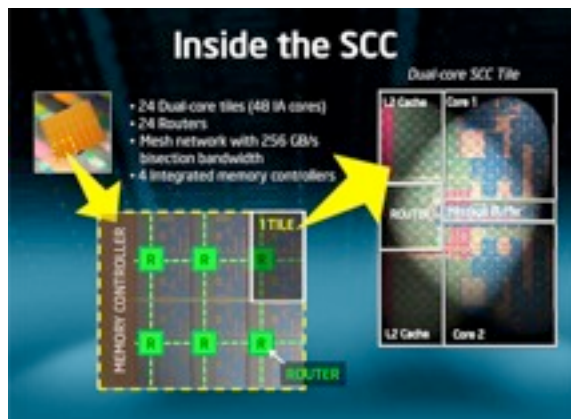 Inside the SCC
Dual-core SCC Tile
• 24 Dual-core tiles (48 IA cores)
• 24 Routers
• Mesh network with 256 GB/s
bisection bandwidth
• 4 Integrated memory controllers
L2 Cache
Core 1
ROUTER
Message Buffer
L2 Cache
Core 2
MEMORY CONTROLLER
1 TILE
R
R
R
R
R
R
ROUTER